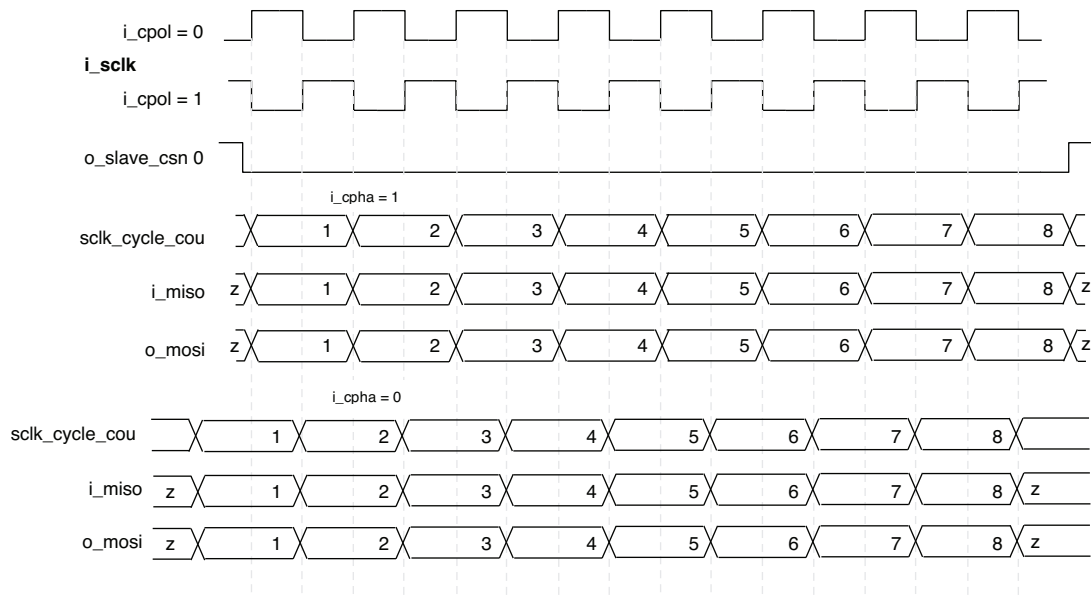 i_cpol = 0
i_sclk
i_cpol = 1
o_slave_csn 0
i_cpha = 1
sclk_cycle_cou 1 2 3 4 5 6 7 8
i_miso z 1 2 3 4 5 6 7 8 z
o_mosi z 1 2 3 4 5 6 7 8 z
i_cpha = 0
sclk_cycle_cou 1 2 3 4 5 6 7 8
i_miso z 1 2 3 4 5 6 7 8 z
o_mosi z 1 2 3 4 5 6 7 8 z